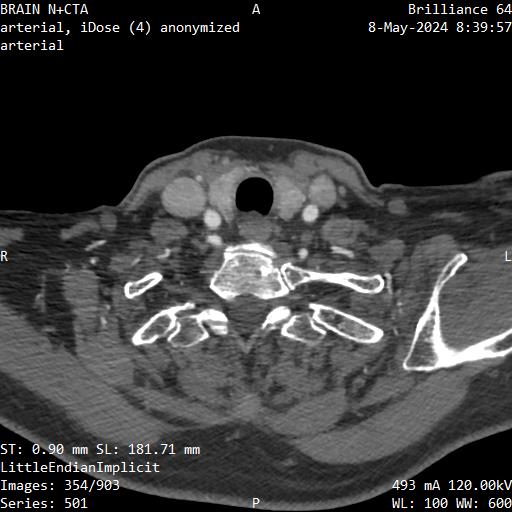 BRAIN N+CTA
arterial, iDose (4) anonymized
arterial
A
Brilliance 64
8-May-2024 8:39:57
R
L
ST: 0.90 mm SL: 181.71 mm
LittleEndianImplicit
Images: 354/903
Series: 501
P
493 mA 120.00kV
WL: 100 WW: 600